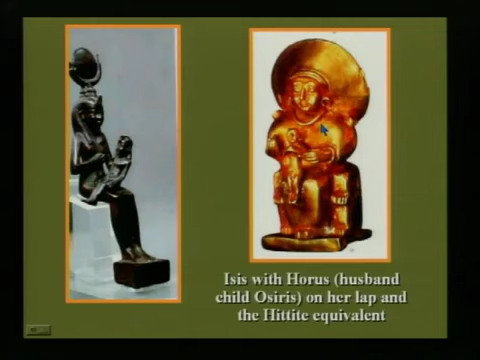 Isis with Horus (husband
child Osiris) on her lap and
the Hittite equivalent